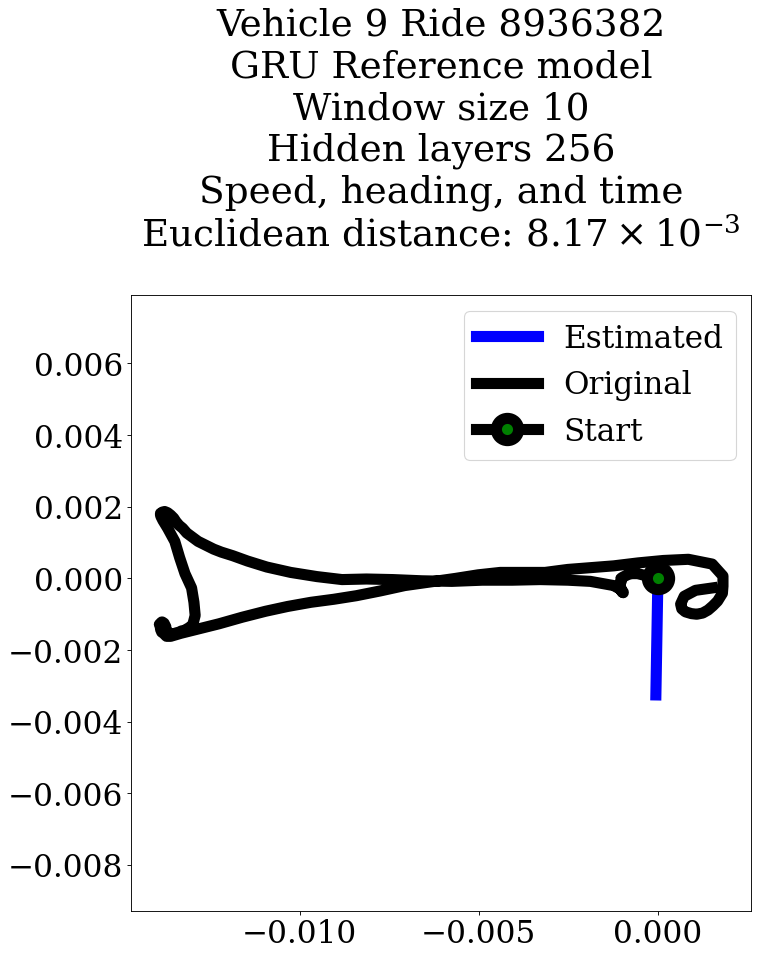 Vehicle 9 Ride 8936382
GRU Reference model
Window size 10
Hidden layers 256
Speed, heading, and time
Euclidean distance: 8.17 × 10⁻³
Estimated
Original
Start
0.006
0.004
0.002
0.000
−0.002
−0.004
−0.006
−0.008
−0.010
−0.005
0.000